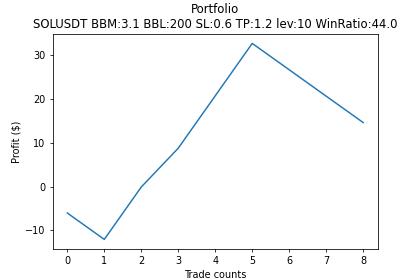 Portfolio
SOLUSDT BBM:3.1 BBL:200 SL:0.6 TP:1.2 lev:10 WinRatio:44.0
30
20
10
0
−10
Profit ($)
0 1 2 3 4 5 6 7 8
Trade counts